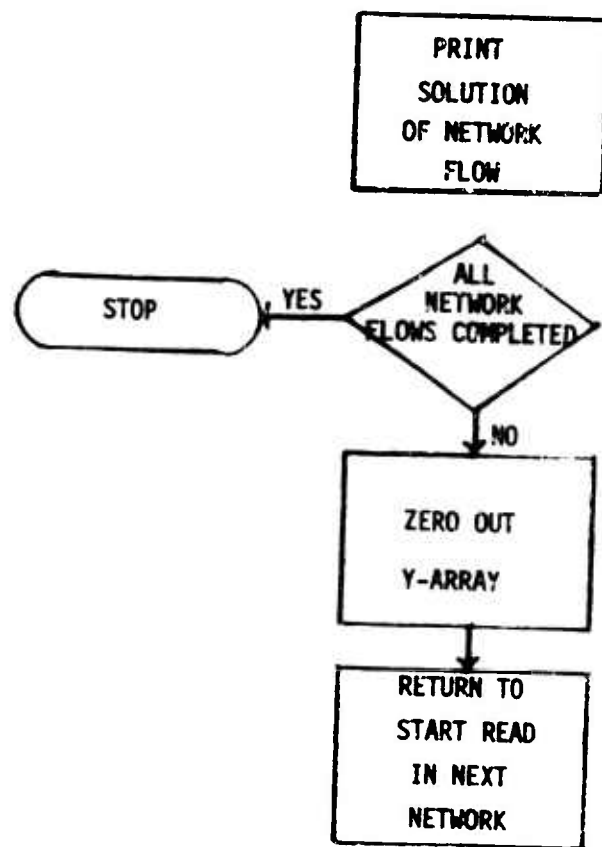 PRINT
SOLUTION
OF NETWORK
FLOW
ALL
NETWORK
FLOWS COMPLETED
YES
STOP
NO
ZERO OUT
Y-ARRAY
RETURN TO
START READ
IN NEXT
NETWORK